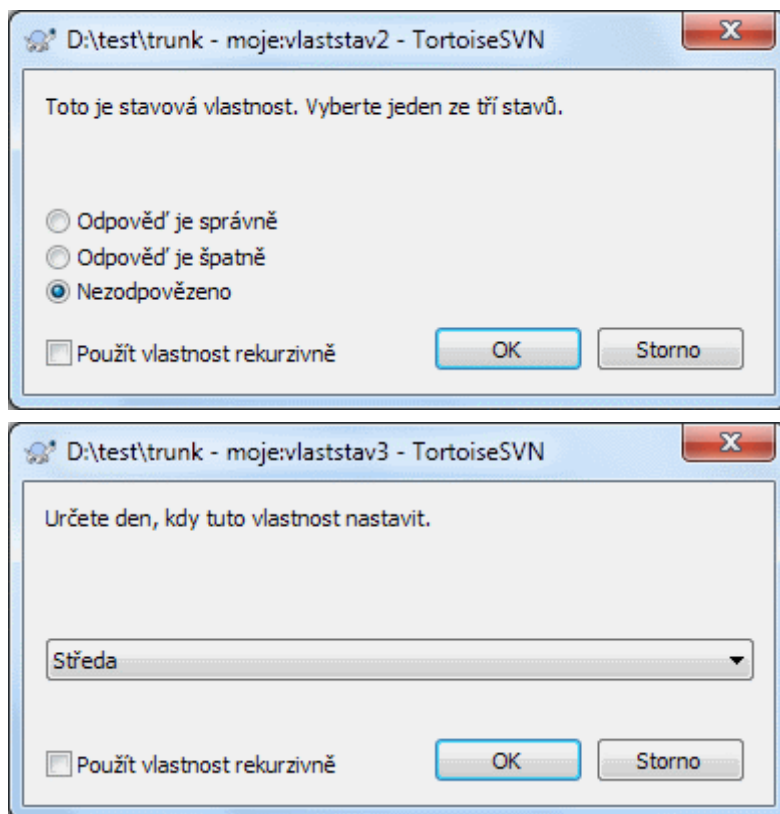 D:\test\trunk - moje:vlaststav2 - TortoiseSVN
Toto je stavová vlastnost. Vyberte jeden ze tří stavů.
Odpověď je správně
Odpověď je špatně
Nezodpovězeno
Použít vlastnost rekurzivně
OK
Storno
D:\test\trunk - moje:vlaststav3 - TortoiseSVN
Určete den, kdy tuto vlastnost nastavit.
Středa
Použít vlastnost rekurzivně
OK
Storno